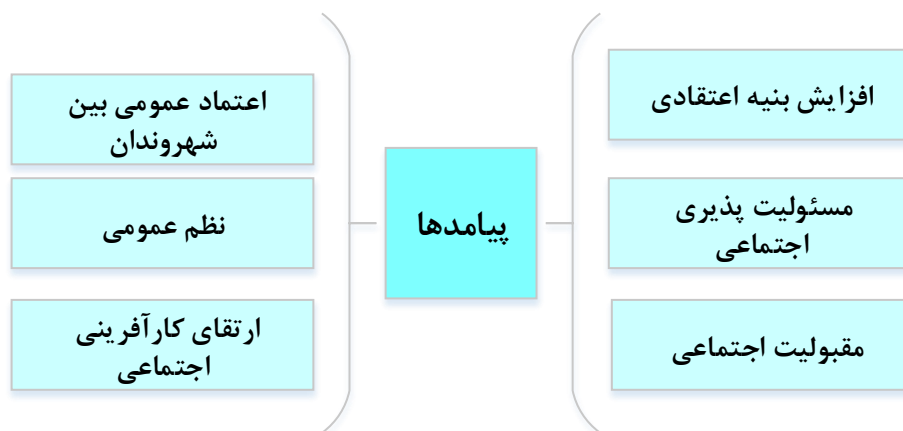 افزایش بنیه اعتقادی
مسئولیت پذیری
اجتماعی
مقبولیت اجتماعی
پیامدها
اعتماد عمومی بین
شهروندان
نظم عمومی
ارتقای کارآفرینی
اجتماعی